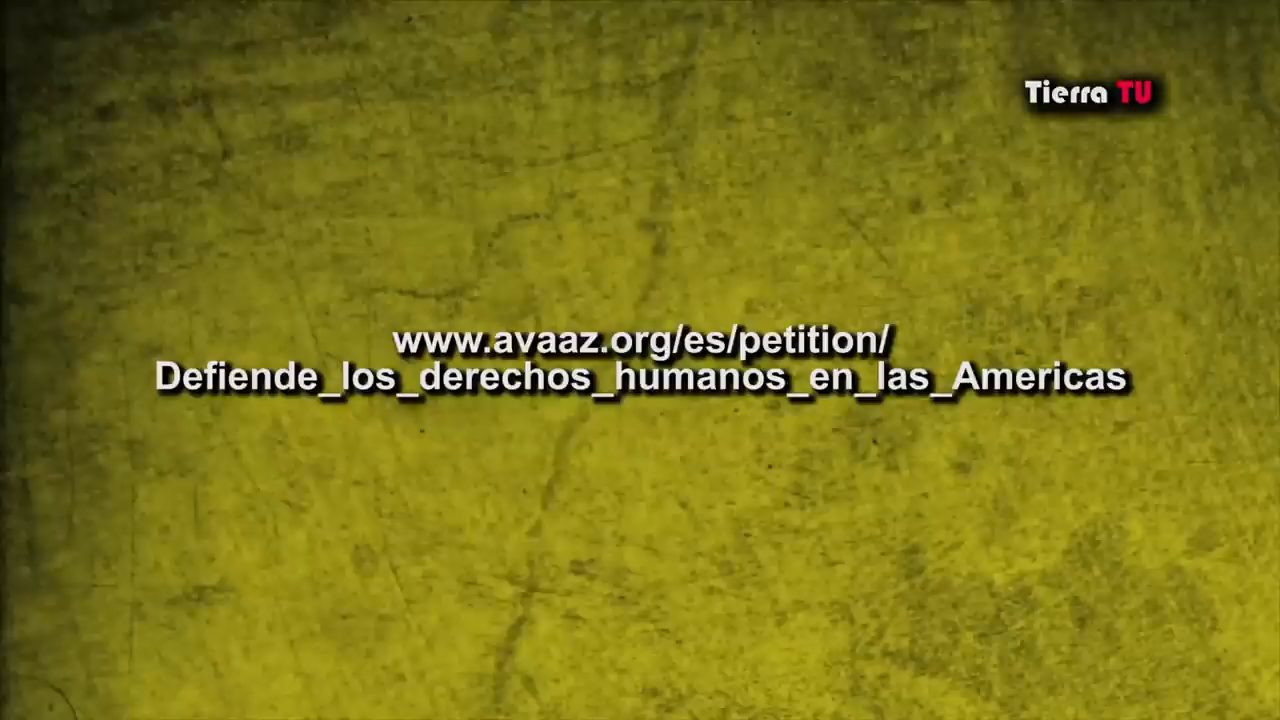 Tierra TU
www.avaaz.org/es/petition/
Defiende_los_derechos_humanos_en_las_Americas